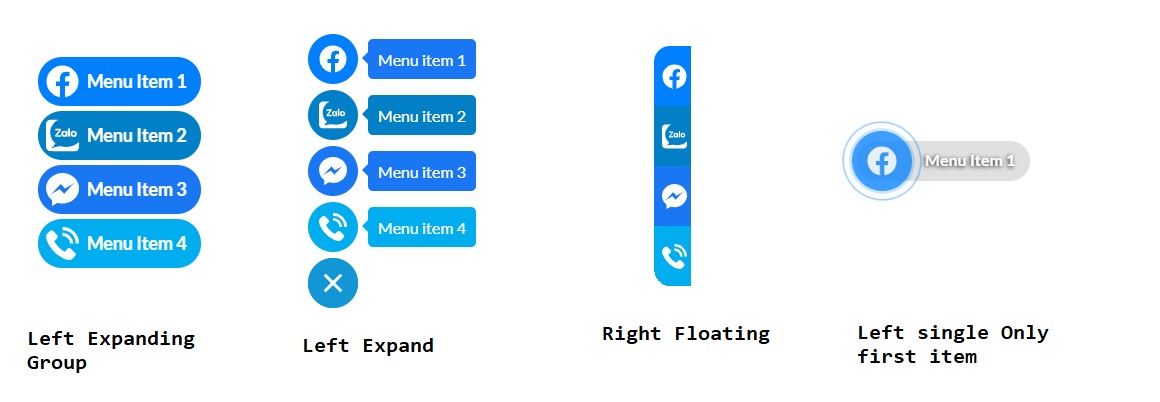 Menu Item 1
Zalo Menu Item 2
Menu Item 3
Menu Item 4
Left Expanding
Group
Menu item 1
Zalo Menu item 2
Menu item 3
Menu item 4
Left Expand
Zalo
Right Floating
Menu Item 1
Left single Only
first item